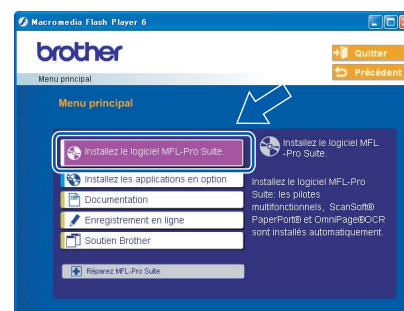 Macromedia Flash Player 6
brother
Quitter
Précédent
Menu principal
Menu principal
Installez le logiciel MFL-Pro Suite.
Installez les applications en option
Documentation
Enregistrement en ligne
Soutien Brother
Réparez MFL-Pro Suite
Installez le logiciel MFL
-Pro Suite.
Installez le logiciel MFL-Pro
Suite: les pilotes
multifonctionnels, ScanSoft®
PaperPort® et OmniPage®OCR
sont installés automatiquement.